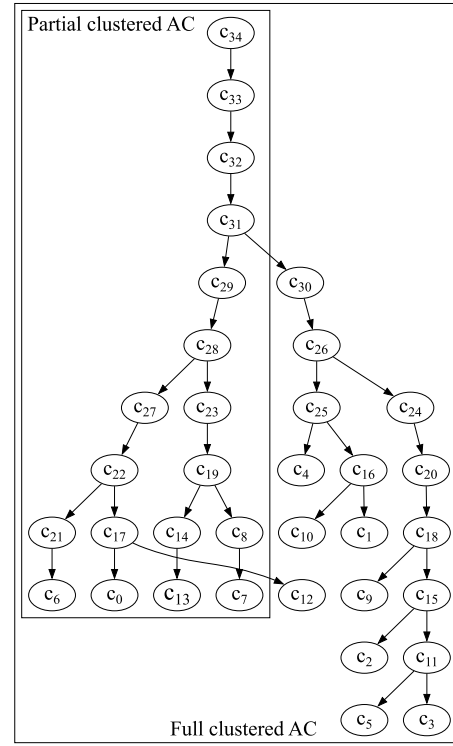 Partial clustered AC
c34
c33
c32
c31
c29 c30
c28 c26
c27 c23 c25 c24
c22 c19 c4 c16 c20
c21 c17 c14 c8 c10 c1 c18
c6 c0 c13 c7 c12 c9 c15
c2 c11
c5 c3
Full clustered AC